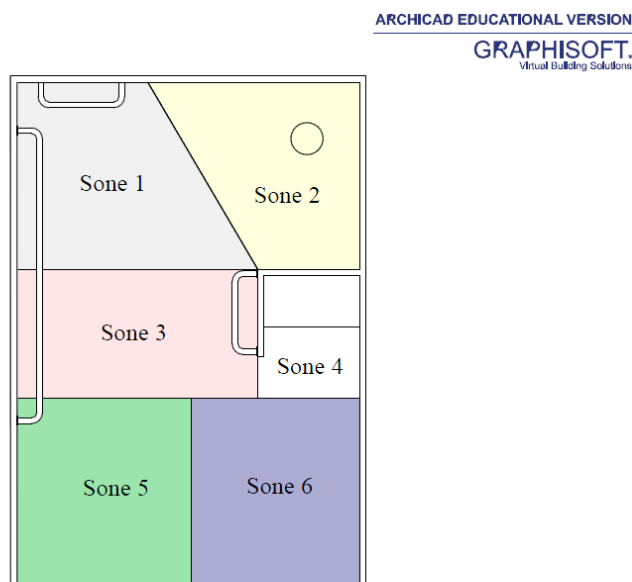 ARCHICAD EDUCATIONAL VERSION
GRAPHISOFT.
Virtual Building Solutions
Sone 1
Sone 2
Sone 3
Sone 4
Sone 5
Sone 6